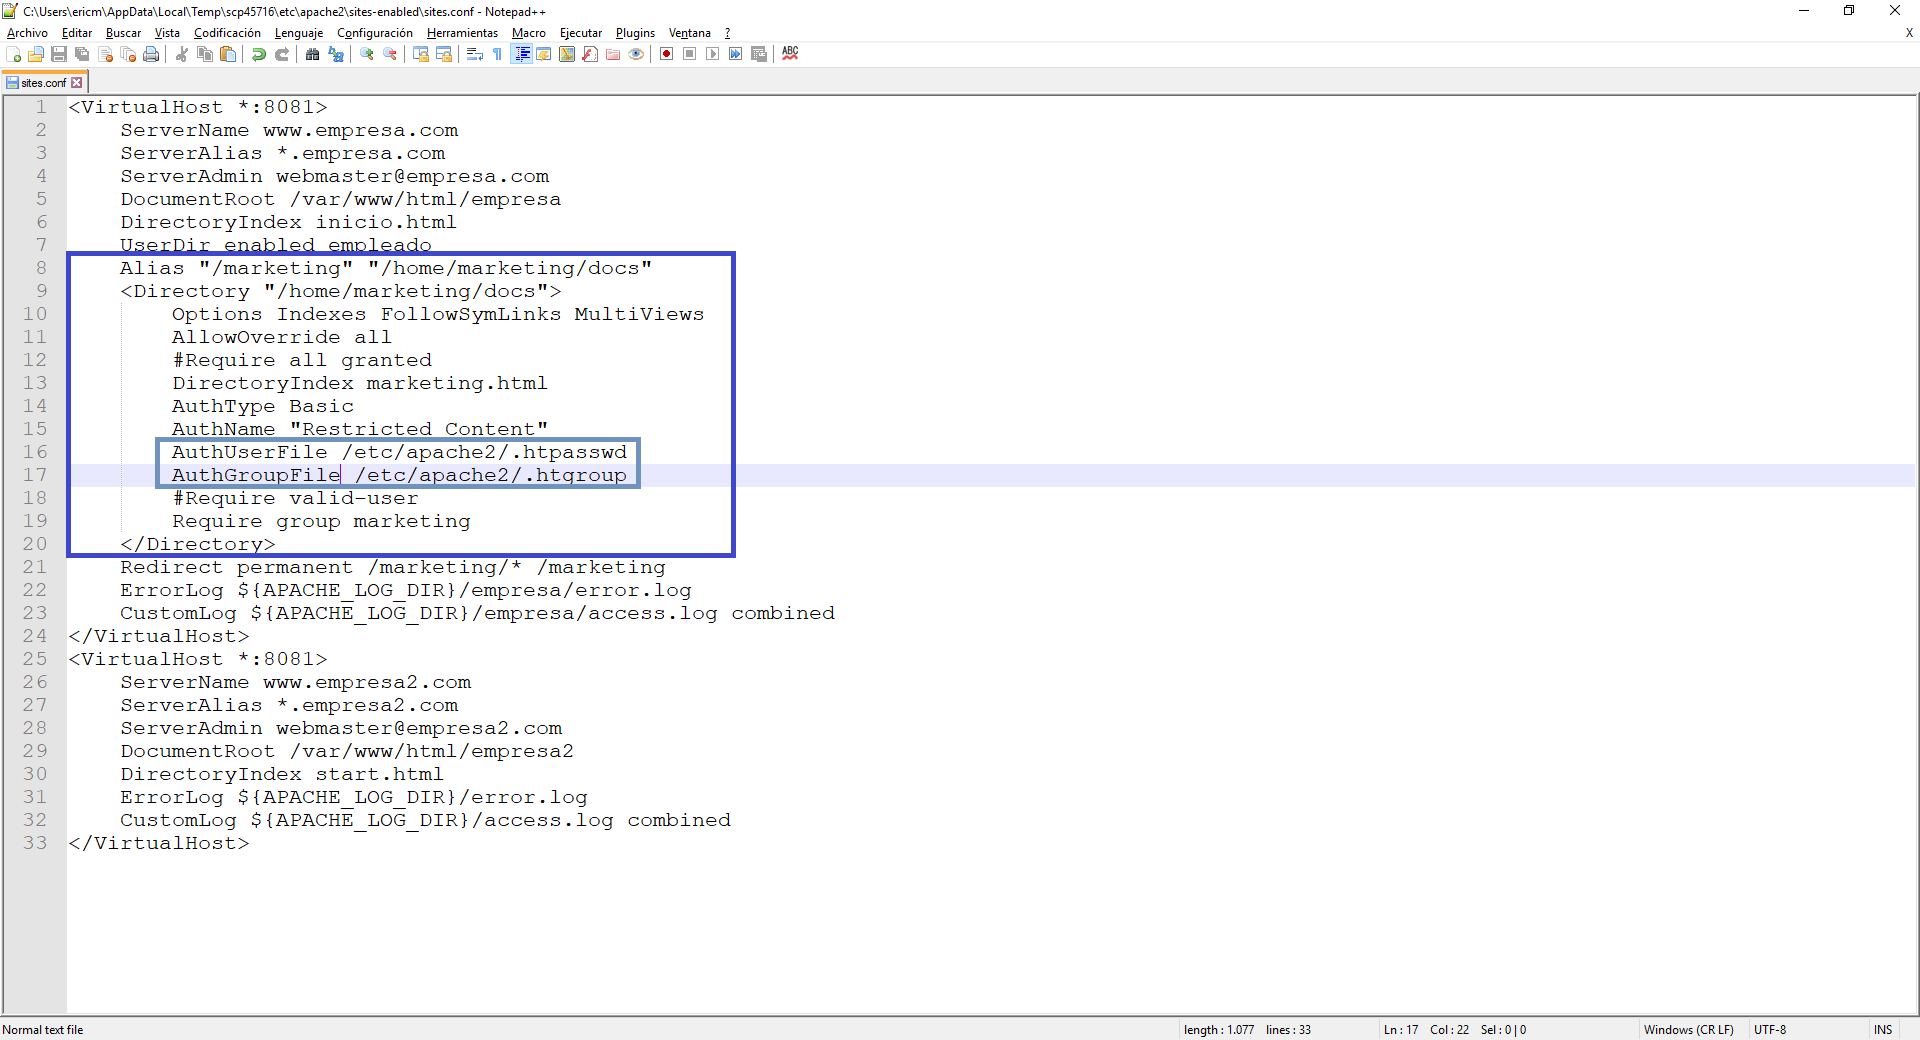 C:\Users\ericm\AppData\Local\Temp\scp45716\etc\apache2\sites-enabled\sites.conf - Notepad++
Archivo Editar Buscar Vista Codificación Lenguaje Configuración Herramientas Macro Ejecutar Plugins Ventana ? X
ABC
sites.conf
1 <VirtualHost *:8081>
2 ServerName www.empresa.com
3 ServerAlias *.empresa.com
4 ServerAdmin webmaster@empresa.com
5 DocumentRoot /var/www/html/empresa
6 DirectoryIndex inicio.html
7 UserDir enabled empleado
8 Alias "/marketing" "/home/marketing/docs"
9 <Directory "/home/marketing/docs">
10 Options Indexes FollowSymLinks MultiViews
11 AllowOverride all
12 #Require all granted
13 DirectoryIndex marketing.html
14 AuthType Basic
15 AuthName "Restricted Content"
16 AuthUserFile /etc/apache2/.htpasswd
17 AuthGroupFile /etc/apache2/.htgroup
18 #Require valid-user
19 Require group marketing
20 </Directory>
21 Redirect permanent /marketing/* /marketing
22 ErrorLog ${APACHE_LOG_DIR}/empresa/error.log
23 CustomLog ${APACHE_LOG_DIR}/empresa/access.log combined
24 </VirtualHost>
25 <VirtualHost *:8081>
26 ServerName www.empresa2.com
27 ServerAlias *.empresa2.com
28 ServerAdmin webmaster@empresa2.com
29 DocumentRoot /var/www/html/empresa2
30 DirectoryIndex start.html
31 ErrorLog ${APACHE_LOG_DIR}/error.log
32 CustomLog ${APACHE_LOG_DIR}/access.log combined
33 </VirtualHost>
Normal text file length : 1.077 lines : 33 Ln : 17 Col : 22 Sel : 0 | 0 Windows (CR LF) UTF-8 INS